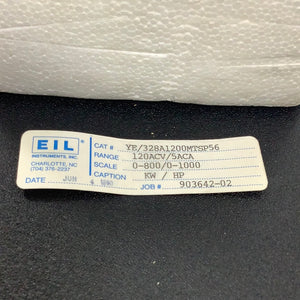 EIL
INSTRUMENTS, INC.
CHARLOTTE, NC
(704) 376-2237
CAT # YE/328A1200MTSP56
RANGE 120ACV/5ACA
SCALE 0-800/0-1000
CAPTION KW / HP
DATE JUN 4
JOB # 903642-02